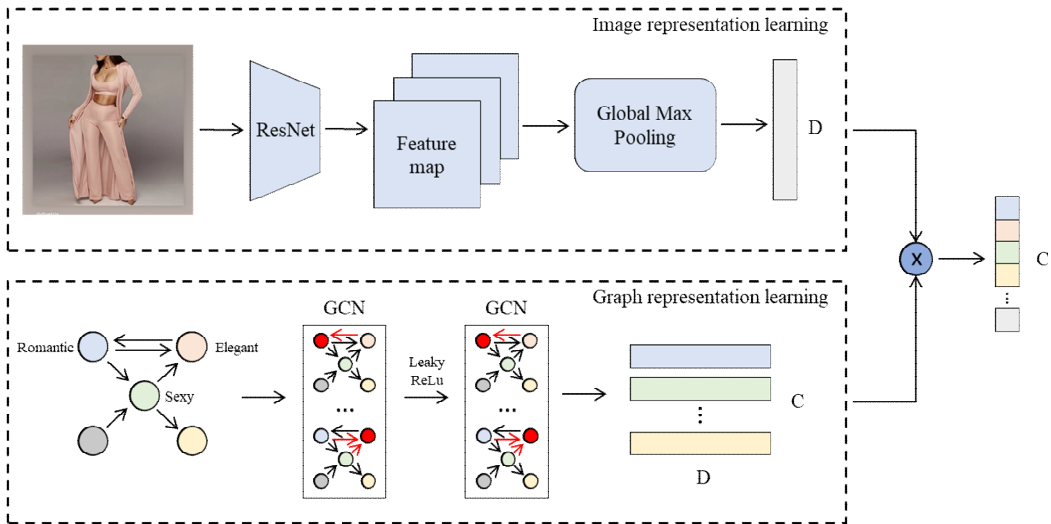 Image representation learning
ResNet
Feature
map
Global Max
Pooling
D
X
C
Graph representation learning
GCN
GCN
Romantic
Elegant
Sexy
...
...
Leaky
ReLu
...
...
C
D